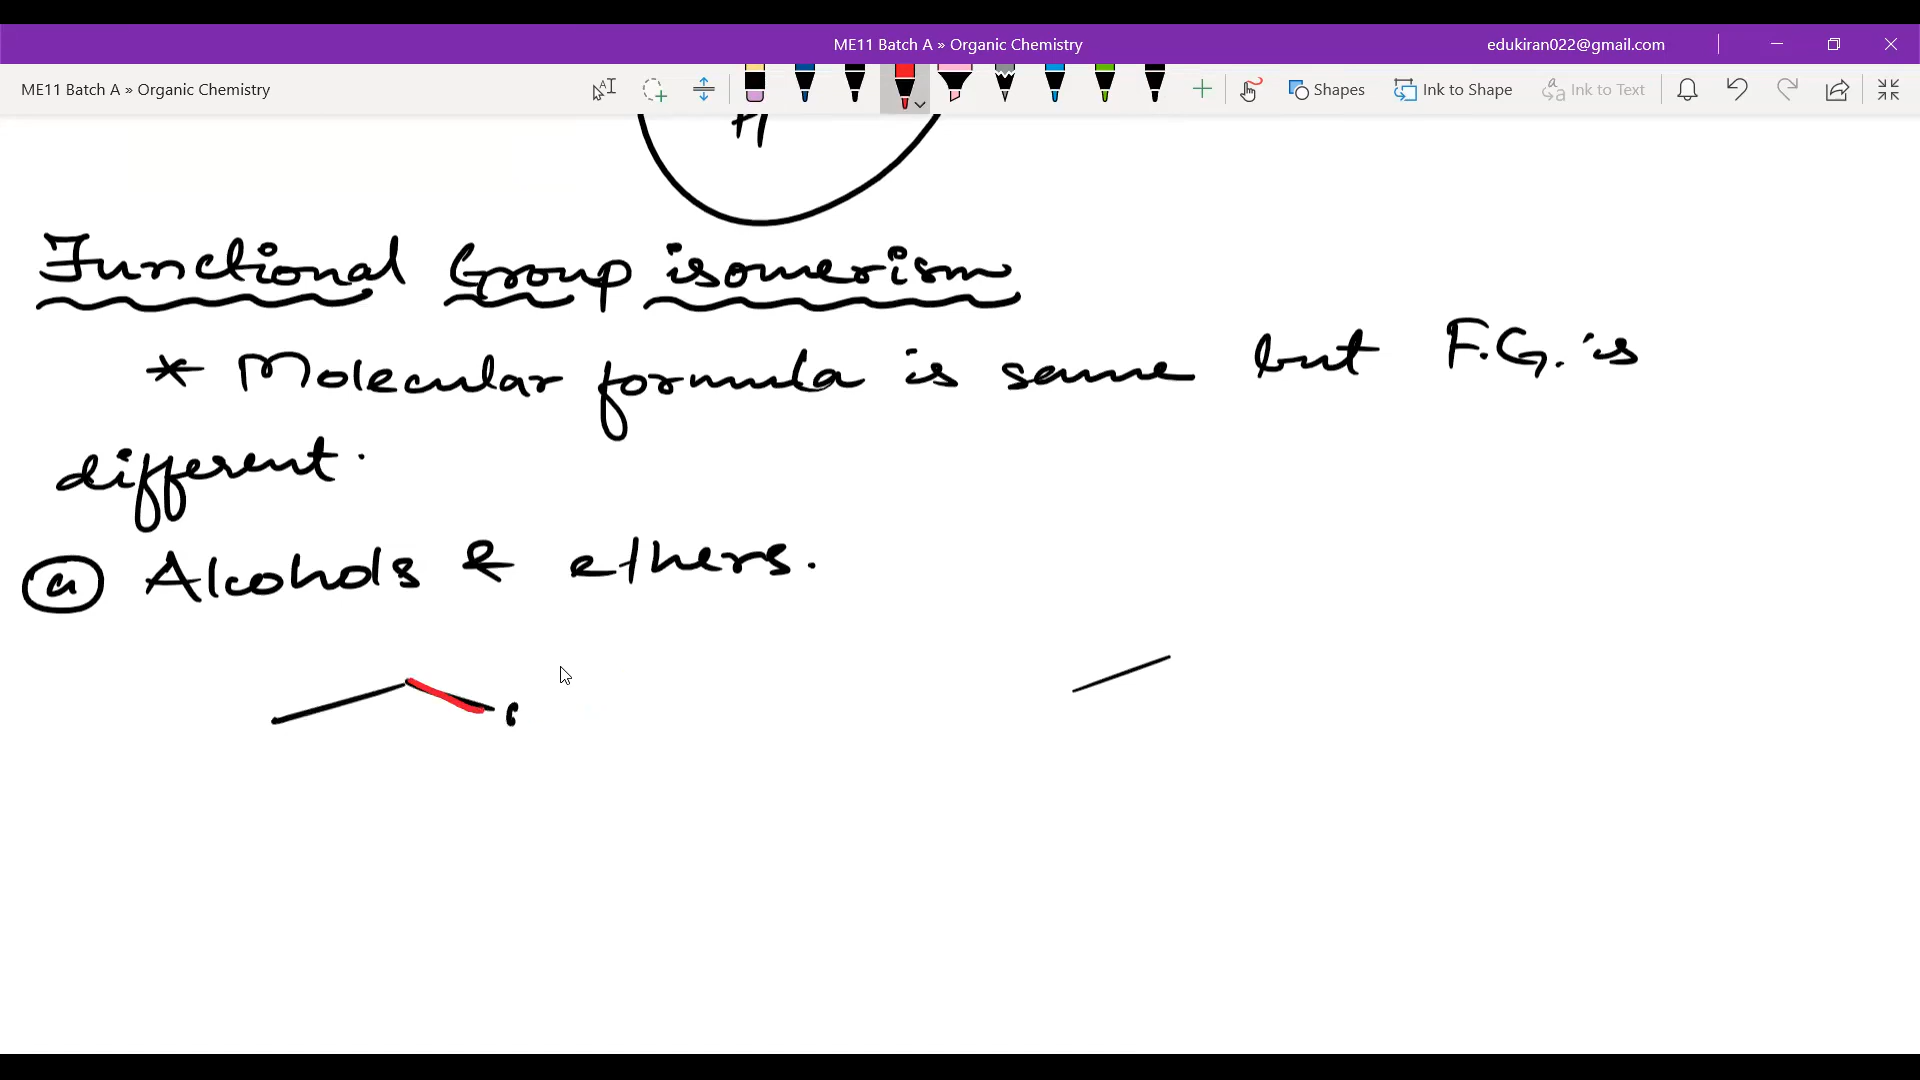 ME11 Batch A » Organic Chemistry
edukiran022@gmail.com
ME11 Batch A » Organic Chemistry
Shapes
Ink to Shape
Ink to Text
H
Functional Group isomerism
* Molecular formula is same but F.G. is
different.
(a) Alcohols & ethers.